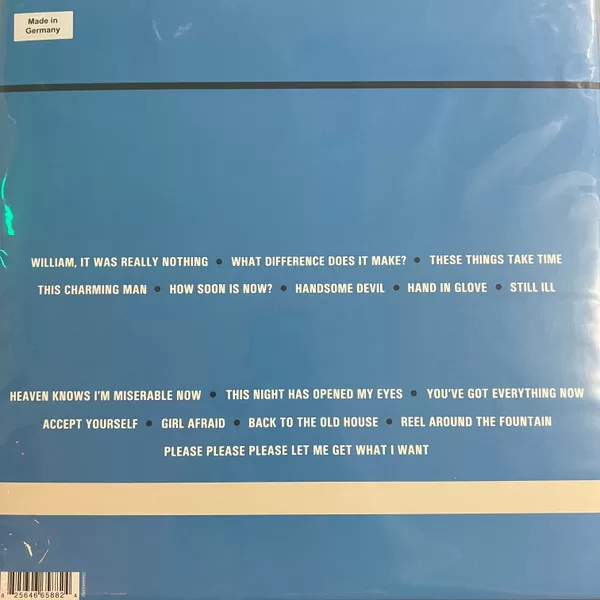 Made in
Germany
WILLIAM, IT WAS REALLY NOTHING • WHAT DIFFERENCE DOES IT MAKE? • THESE THINGS TAKE TIME
THIS CHARMING MAN • HOW SOON IS NOW? • HANDSOME DEVIL • HAND IN GLOVE • STILL ILL
HEAVEN KNOWS I'M MISERABLE NOW • THIS NIGHT HAS OPENED MY EYES • YOU'VE GOT EVERYTHING NOW
ACCEPT YOURSELF • GIRL AFRAID • BACK TO THE OLD HOUSE • REEL AROUND THE FOUNTAIN
PLEASE PLEASE PLEASE LET ME GET WHAT I WANT
8 25646 65882 4